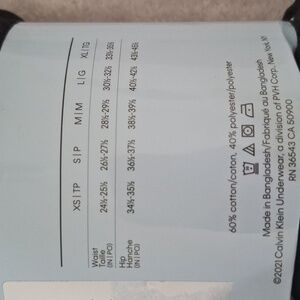 XS | TP S | P M | M L | G XL | TG
Waist
Taille
(IN | PO) 24½-25½ 26½-27½ 28½-29½ 30½-32½ 33½-35½
Hip
Hanche
(IN | PO) 34½-35½ 36½-37½ 38½-39½ 40½-42½ 43½-45½
60% cotton/coton, 40% polyester/polyester
Made in Bangladesh/Fabriqué au Bangladesh
©2021 Calvin Klein Underwear, a division of PVH Corp. New York, NY
RN 36543 CA 50900